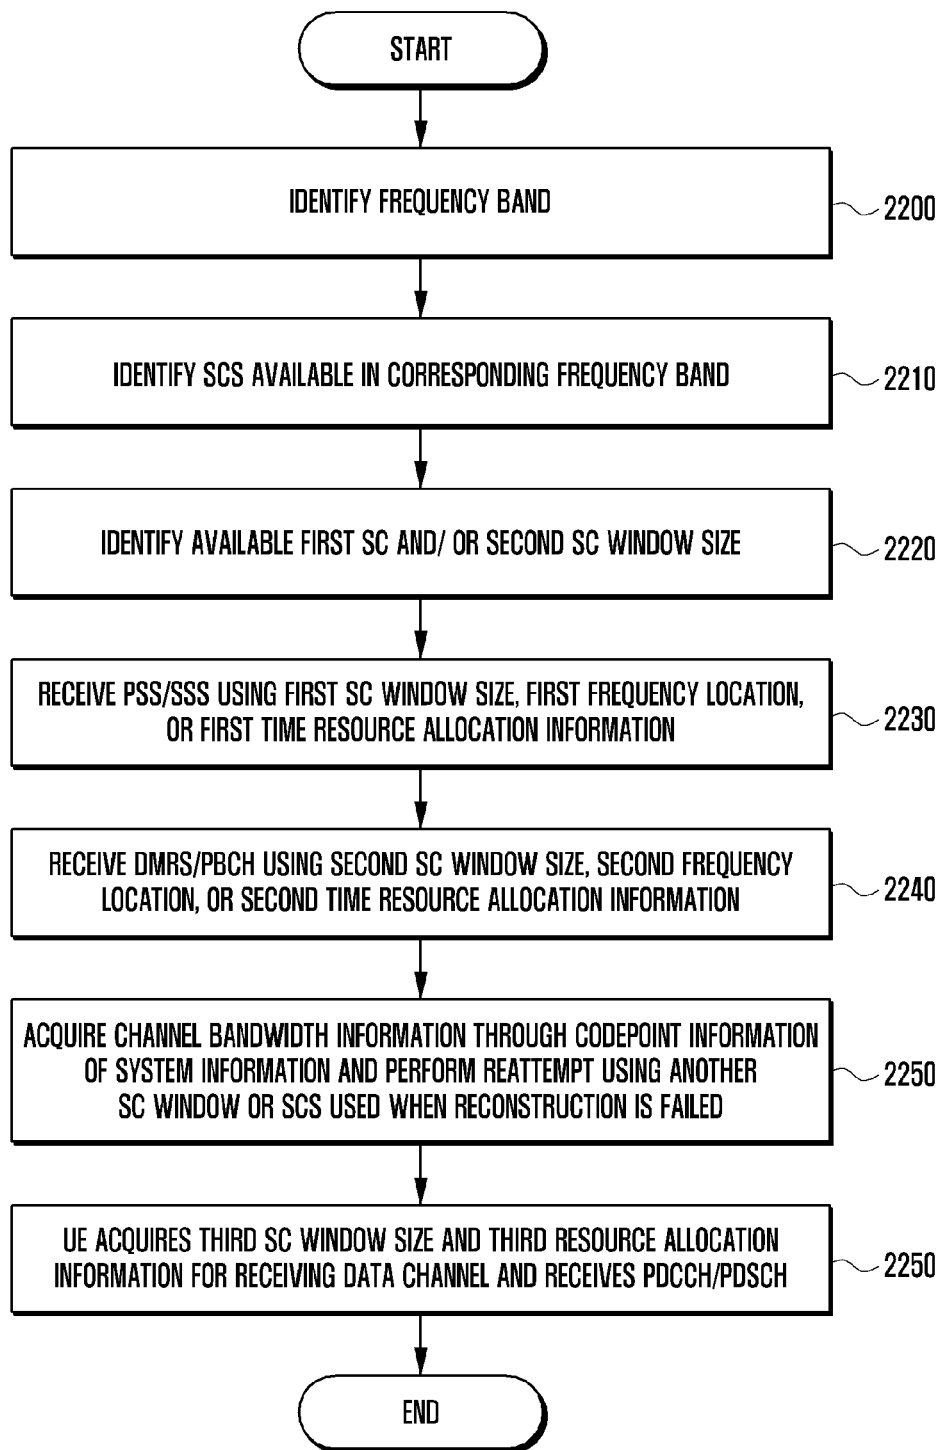 START
IDENTIFY FREQUENCY BAND
2200
IDENTIFY SCS AVAILABLE IN CORRESPONDING FREQUENCY BAND
2210
IDENTIFY AVAILABLE FIRST SC AND/ OR SECOND SC WINDOW SIZE
2220
RECEIVE PSS/SSS USING FIRST SC WINDOW SIZE, FIRST FREQUENCY LOCATION,
OR FIRST TIME RESOURCE ALLOCATION INFORMATION
2230
RECEIVE DMRS/PBCH USING SECOND SC WINDOW SIZE, SECOND FREQUENCY
LOCATION, OR SECOND TIME RESOURCE ALLOCATION INFORMATION
2240
ACQUIRE CHANNEL BANDWIDTH INFORMATION THROUGH CODEPOINT INFORMATION
OF SYSTEM INFORMATION AND PERFORM REATTEMPT USING ANOTHER
SC WINDOW OR SCS USED WHEN RECONSTRUCTION IS FAILED
2250
UE ACQUIRES THIRD SC WINDOW SIZE AND THIRD RESOURCE ALLOCATION
INFORMATION FOR RECEIVING DATA CHANNEL AND RECEIVES PDCCH/PDSCH
2250
END